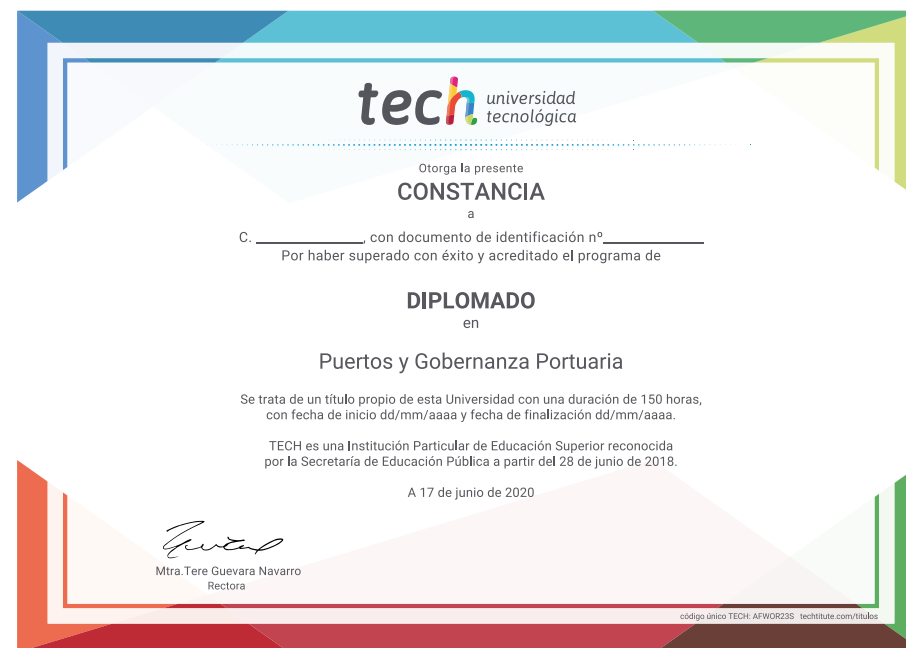 tech universidad
tecnológica
Otorga la presente
CONSTANCIA
a
C. ______________, con documento de identificación nº_____________
Por haber superado con éxito y acreditado el programa de
DIPLOMADO
en
Puertos y Gobernanza Portuaria
Se trata de un título propio de esta Universidad con una duración de 150 horas,
con fecha de inicio dd/mm/aaaa y fecha de finalización dd/mm/aaaa.
TECH es una Institución Particular de Educación Superior reconocida
por la Secretaría de Educación Pública a partir del 28 de junio de 2018.
A 17 de junio de 2020
Mtra.Tere Guevara Navarro
Rectora
código único TECH: AFWOR23S techtitute.com/titulos